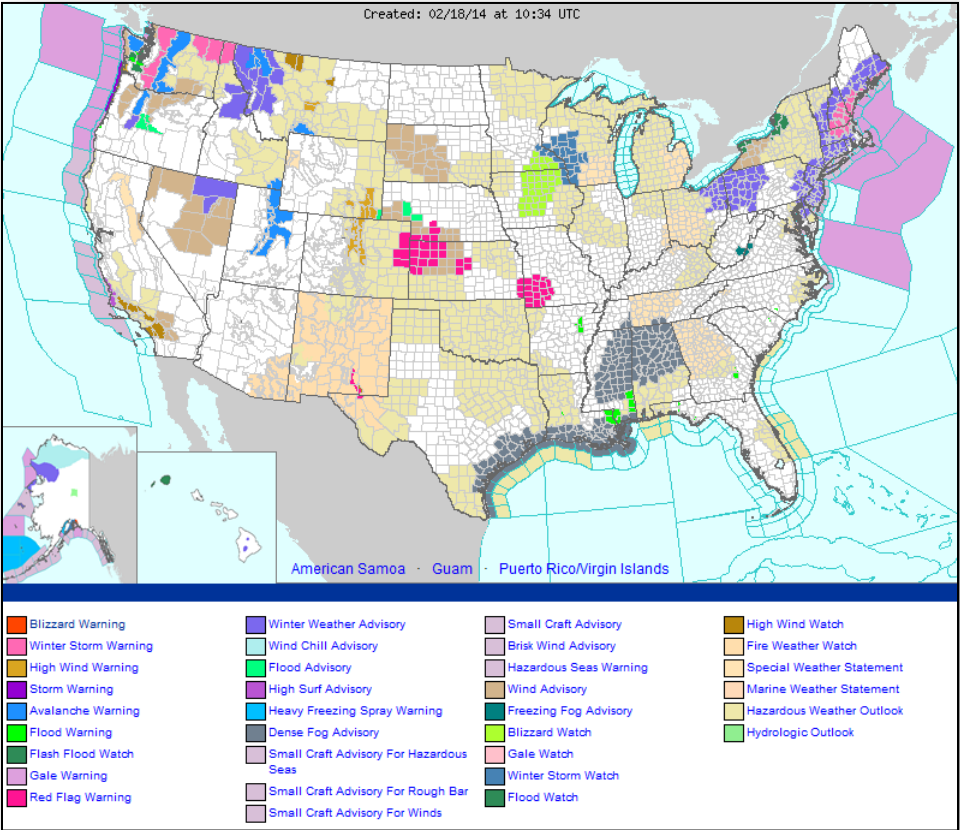 Created: 02/18/14 at 10:34 UTC
American Samoa · Guam · Puerto Rico/Virgin Islands
Blizzard Warning
Winter Storm Warning
High Wind Warning
Storm Warning
Avalanche Warning
Flood Warning
Flash Flood Watch
Gale Warning
Red Flag Warning
Winter Weather Advisory
Wind Chill Advisory
Flood Advisory
High Surf Advisory
Heavy Freezing Spray Warning
Dense Fog Advisory
Small Craft Advisory For Hazardous
Seas
Small Craft Advisory For Rough Bar
Small Craft Advisory For Winds
Small Craft Advisory
Brisk Wind Advisory
Hazardous Seas Warning
Wind Advisory
Freezing Fog Advisory
Blizzard Watch
Gale Watch
Winter Storm Watch
Flood Watch
High Wind Watch
Fire Weather Watch
Special Weather Statement
Marine Weather Statement
Hazardous Weather Outlook
Hydrologic Outlook